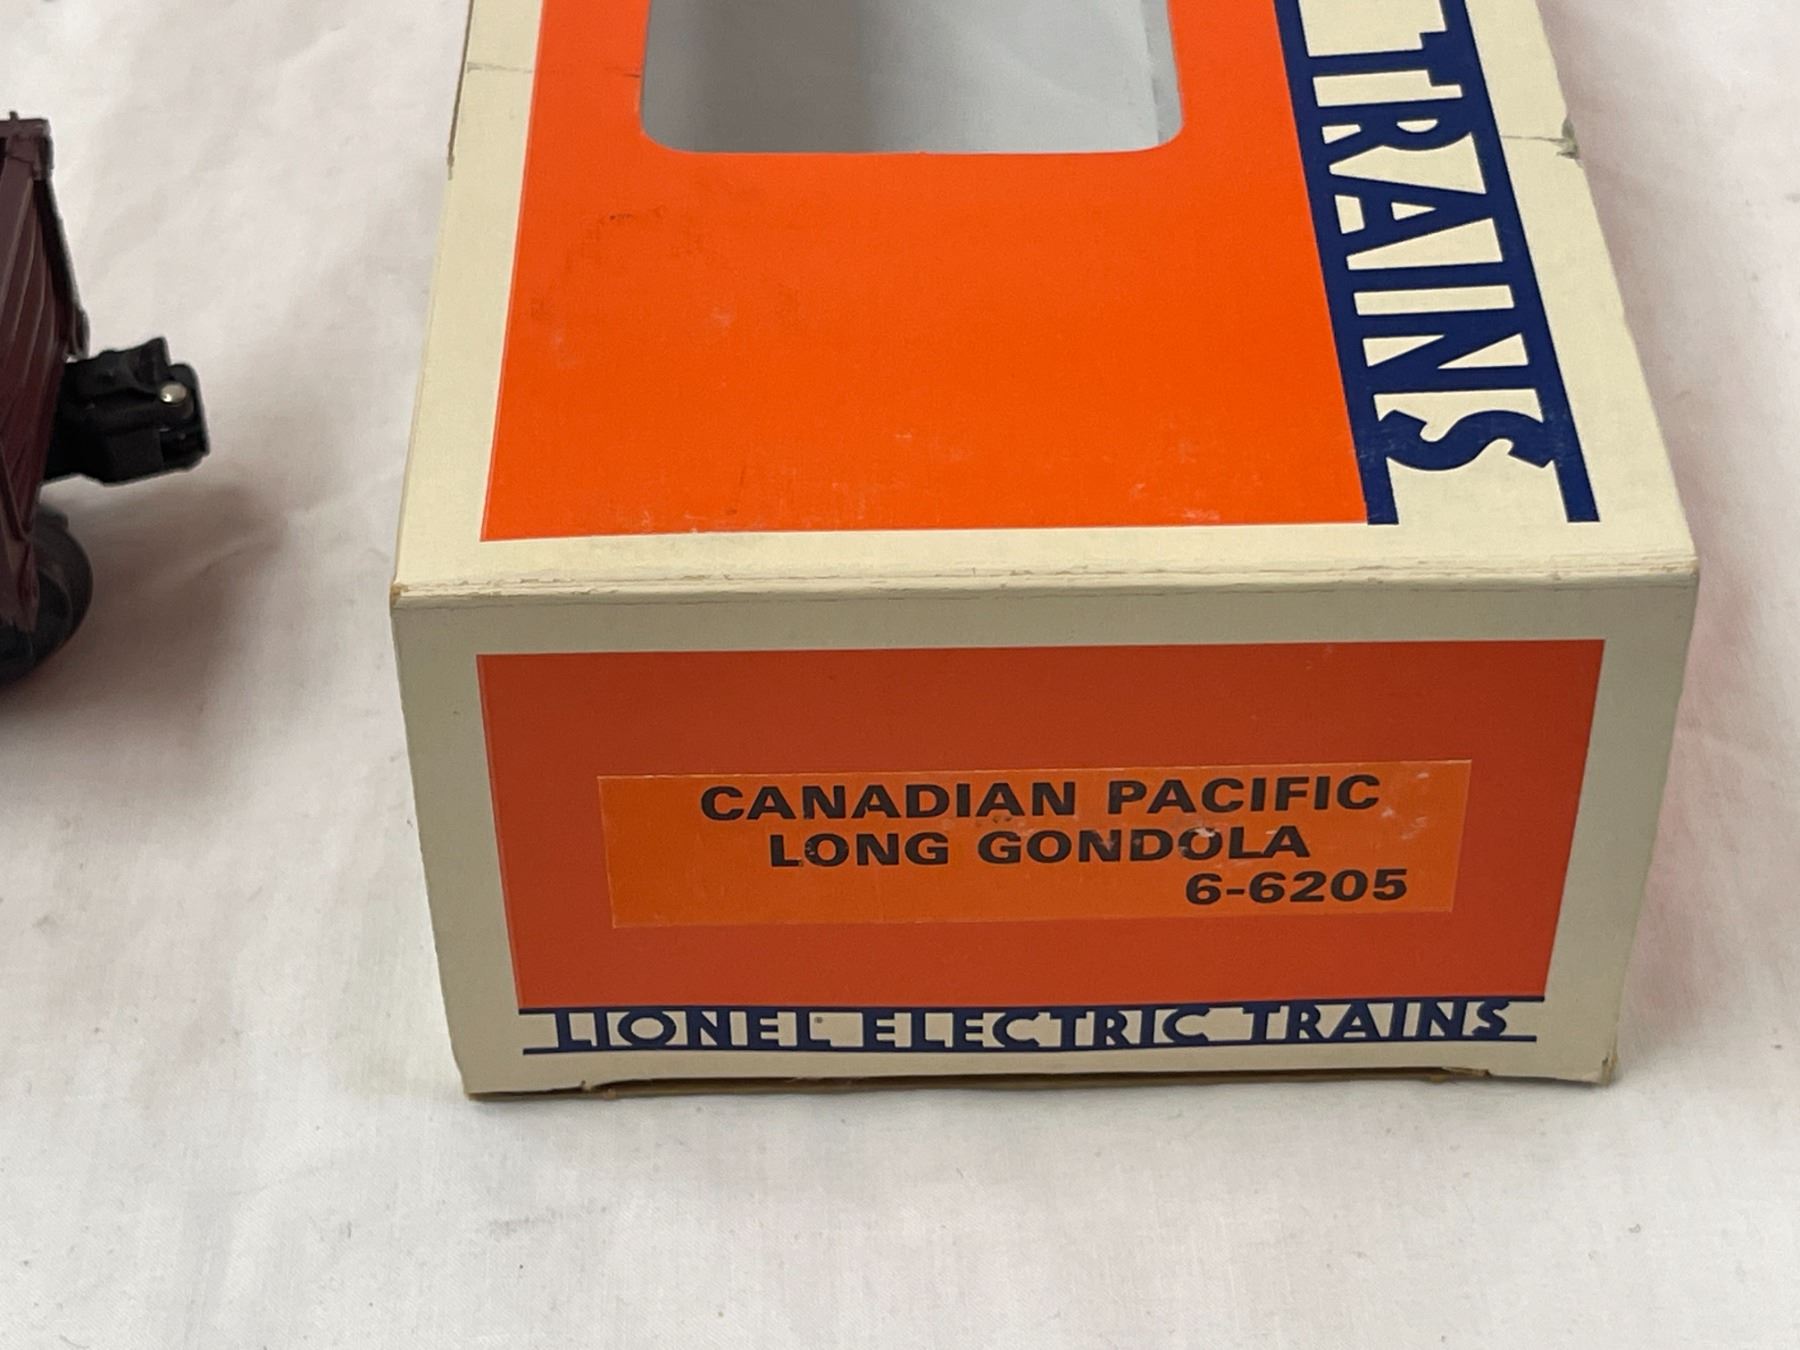 TRAINS
CANADIAN PACIFIC
LONG GONDOLA
6-6205
LIONEL ELECTRIC TRAINS